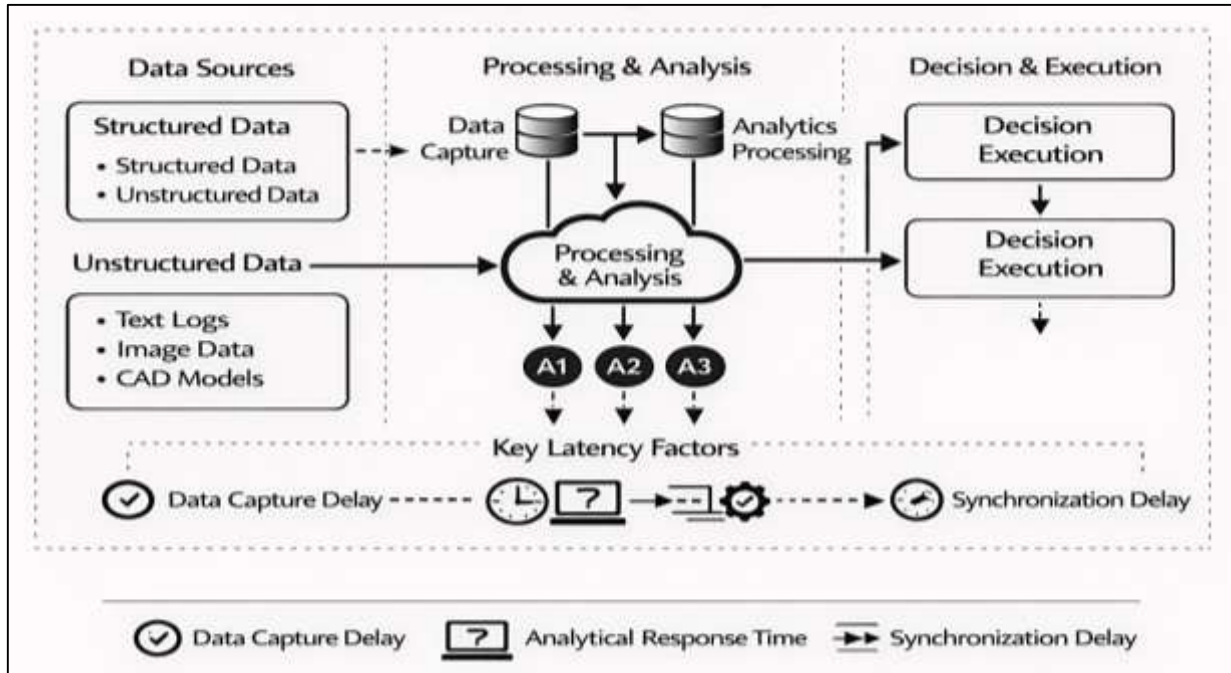 Data Sources
Structured Data
• Structured Data
• Unstructured Data
Unstructured Data
• Text Logs
• Image Data
• CAD Models
Processing & Analysis
Data
Capture
Analytics
Processing
Processing
& Analysis
A1 A2 A3
Decision & Execution
Decision
Execution
Decision
Execution
Key Latency Factors
Data Capture Delay
?
Synchronization Delay
Data Capture Delay
?
Analytical Response Time
Synchronization Delay